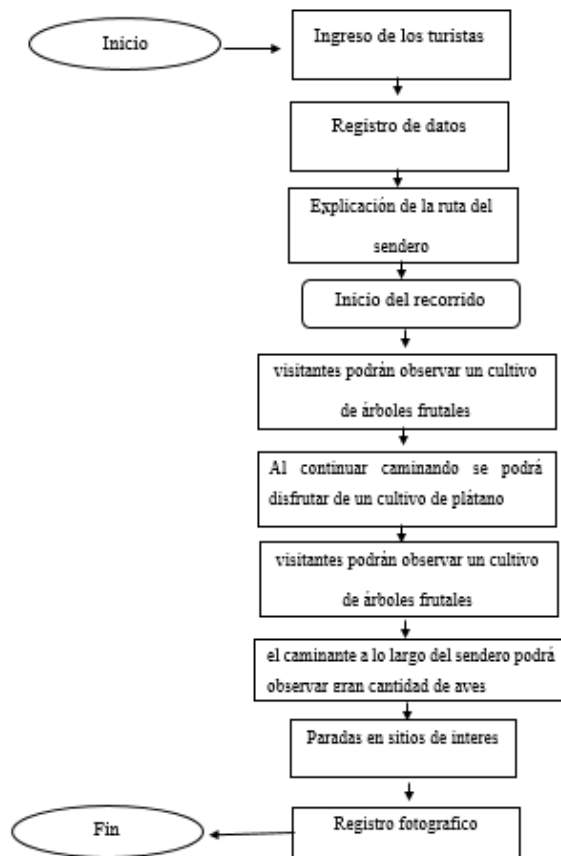 Inicio
Ingreso de los turistas
Registro de datos
Explicación de la ruta del
sendero
Inicio del recorrido
visitantes podrán observar un cultivo
de árboles frutales
Al continuar caminando se podrá
disfrutar de un cultivo de plátano
visitantes podrán observar un cultivo
de árboles frutales
el caminante a lo largo del sendero podrá
observar gran cantidad de aves
Paradas en sitios de interes
Registro fotografico
Fin